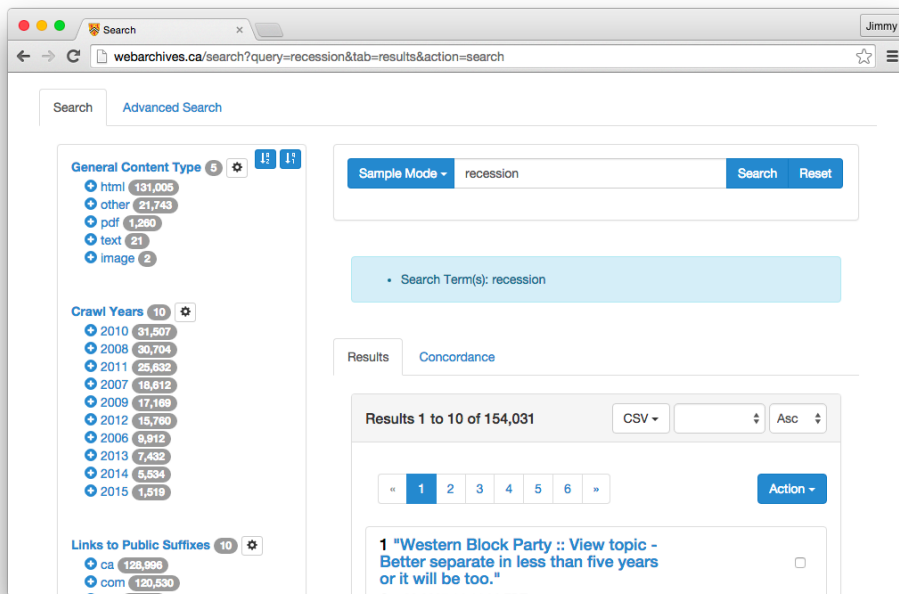 Search
Jimmy
webarchives.ca/search?query=recession&tab=results&action=search
Search Advanced Search
General Content Type 5
html 131,005
other 21,743
pdf 1,260
text 21
image 2
Crawl Years 10
2010 31,507
2008 30,704
2011 25,632
2007 18,612
2009 17,169
2012 15,760
2006 9,912
2013 7,432
2014 5,534
2015 1,519
Links to Public Suffixes 10
ca 128,996
com 120,530
Sample Mode recession Search Reset
• Search Term(s): recession
Results Concordance
Results 1 to 10 of 154,031 CSV Asc
« 1 2 3 4 5 6 » Action
1 "Western Block Party :: View topic -
Better separate in less than five years
or it will be too."